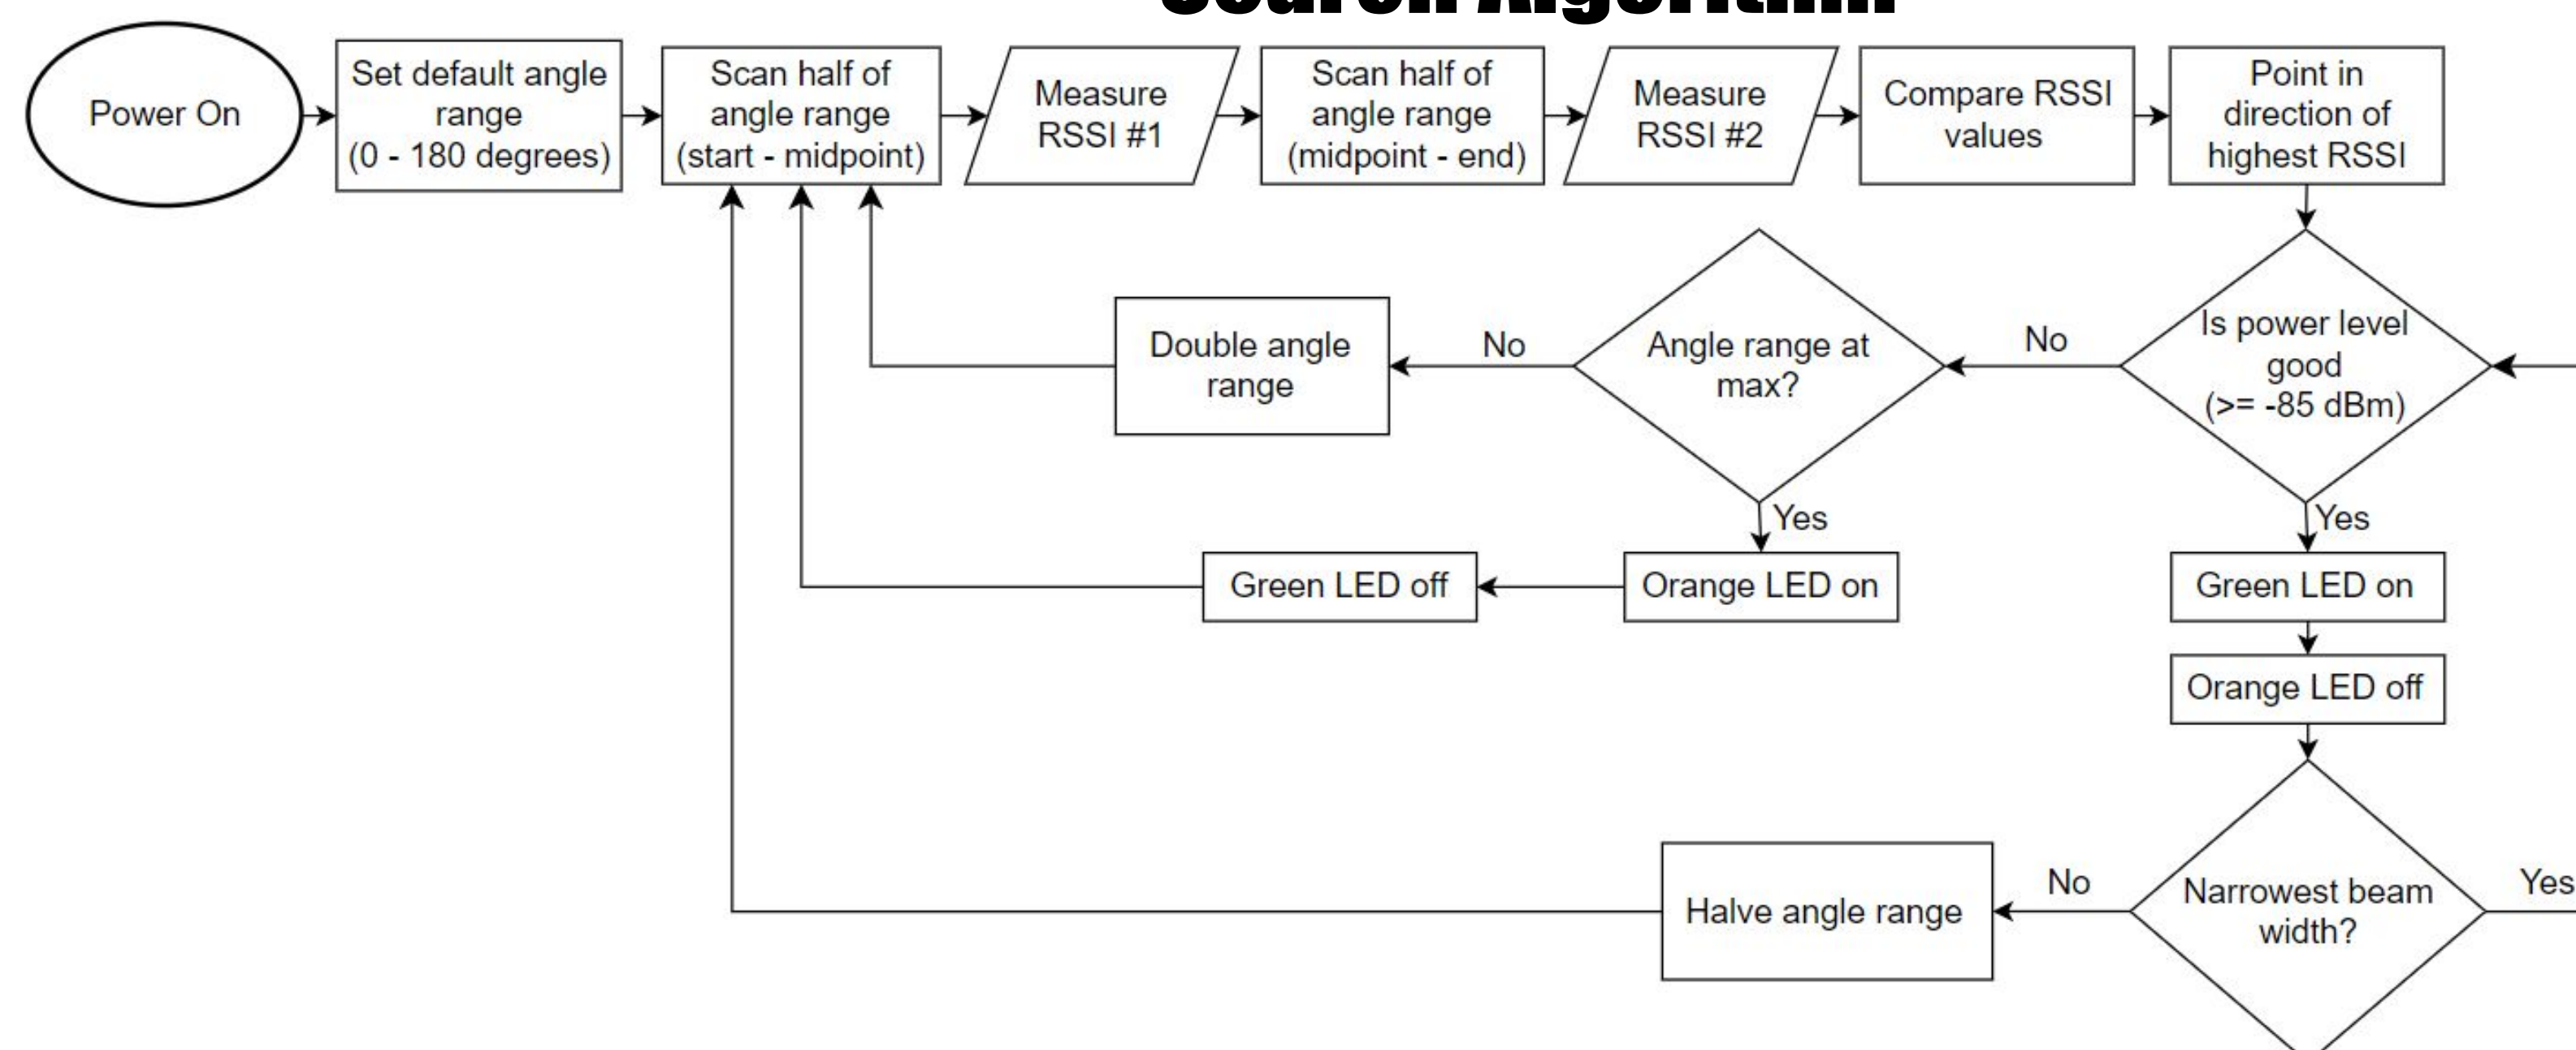 Search Algorithm
Power On
Set default angle
range
(0 - 180 degrees)
Scan half of
angle range
(start - midpoint)
Measure
RSSI #1
Scan half of
angle range
(midpoint - end)
Measure
RSSI #2
Compare RSSI
values
Point in
direction of
highest RSSI
Double angle
range
No
Angle range at
max?
No
Is power level
good
(>= -85 dBm)
Yes
Yes
Green LED off
Orange LED on
Green LED on
Orange LED off
Halve angle range
No
Narrowest beam
width?
Yes